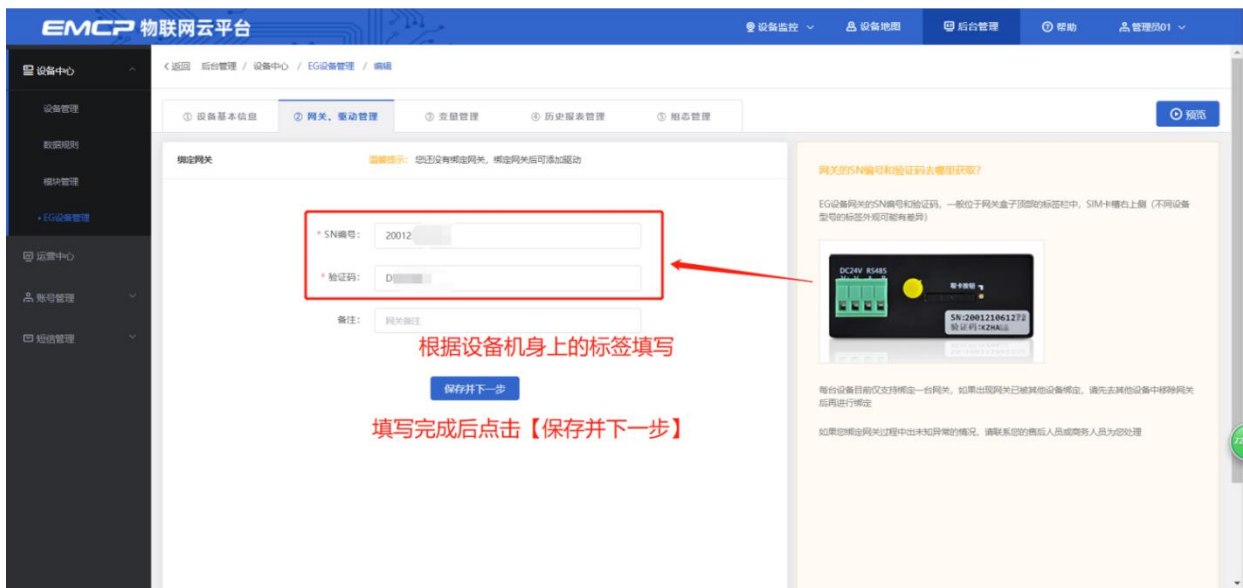 EMCP 物联网云平台
设备监控
设备地图
后台管理
帮助
管理员01
设备中心
设备管理
数据规则
模块管理
EG设备管理
运营中心
账号管理
短信管理
返回 后台管理 / 设备中心 / EG设备管理 / 编辑
① 设备基本信息
② 网关、驱动管理
③ 变量管理
④ 历史报表管理
⑤ 组态管理
预览
绑定网关
温馨提示：您还没有绑定网关，绑定网关后可添加驱动
* SN编号： 20012
* 验证码： D
备注： 网关备注
根据设备机身上的标签填写
保存并下一步
填写完成后点击【保存并下一步】
网关的SN编号和验证码去哪里获取?
EG设备网关的SN编号和验证码，一般位于网关盒子顶部的标签栏中，SIM卡槽右上侧（不同设备
型号的标签外观可能有差异）
DC24V RS485
V- V+ B A
取卡按钮
SN:200121061272
验证码:KZHA
每台设备目前仅支持绑定一台网关，如果出现网关已被其他设备绑定，请先去其他设备中移除网关
后再进行绑定
如果您绑定网关过程中出未知异常的情况，请联系您的售后人员或商务人员为您处理
72